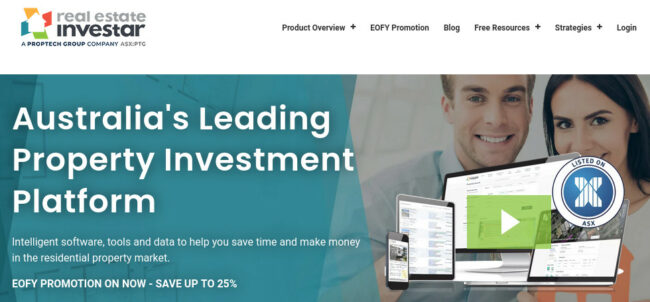 real estate
investar
A PROPTECH GROUP COMPANY ASX:PTG
Product Overview + EOFY Promotion Blog Free Resources + Strategies + Login
Australia's Leading
Property Investment
Platform
Intelligent software, tools and data to help you save time and make money
in the residential property market.
EOFY PROMOTION ON NOW - SAVE UP TO 25%
LISTED ON
ASX